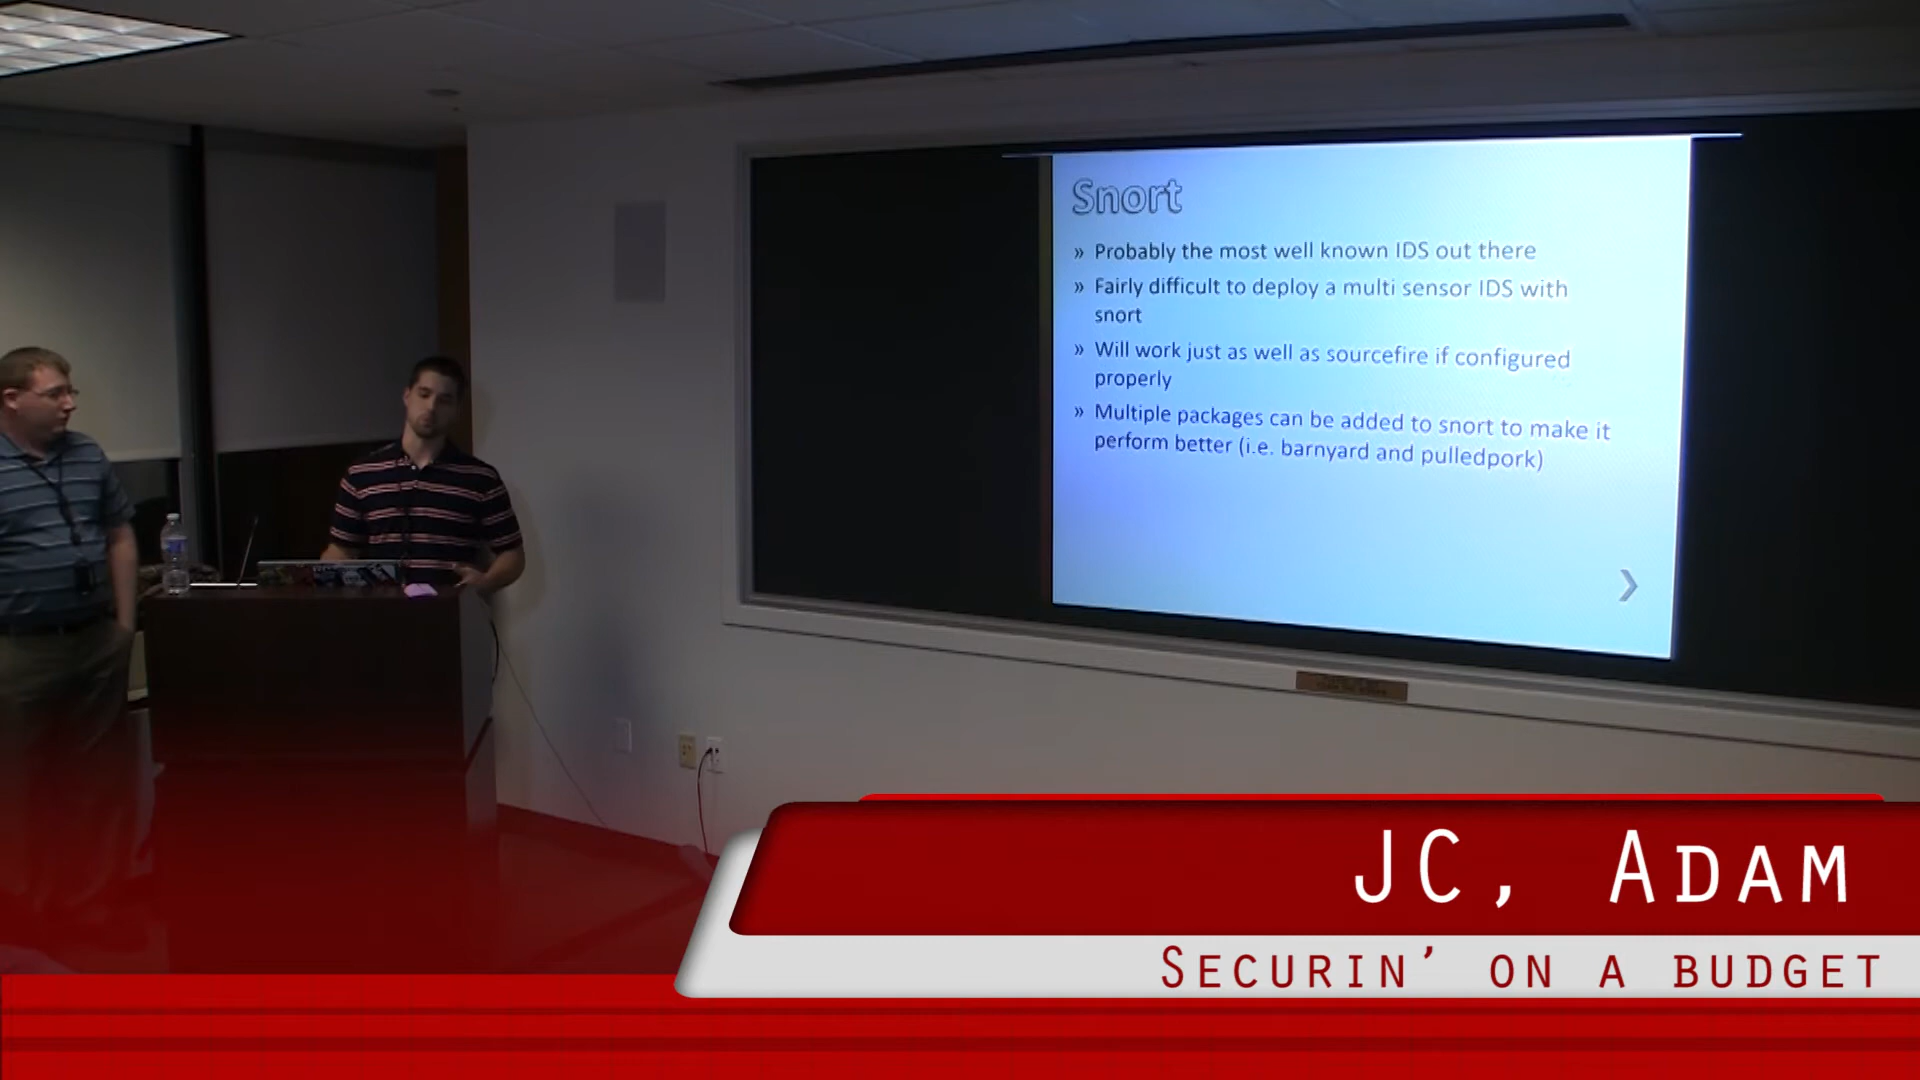 Snort
» Probably the most well known IDS out there
» Fairly difficult to deploy a multi sensor IDS with
snort
» Will work just as well as sourcefire if configured
properly
» Multiple packages can be added to snort to make it
perform better (i.e. barnyard and pulledpork)
JC, Adam
Securin' on a budget